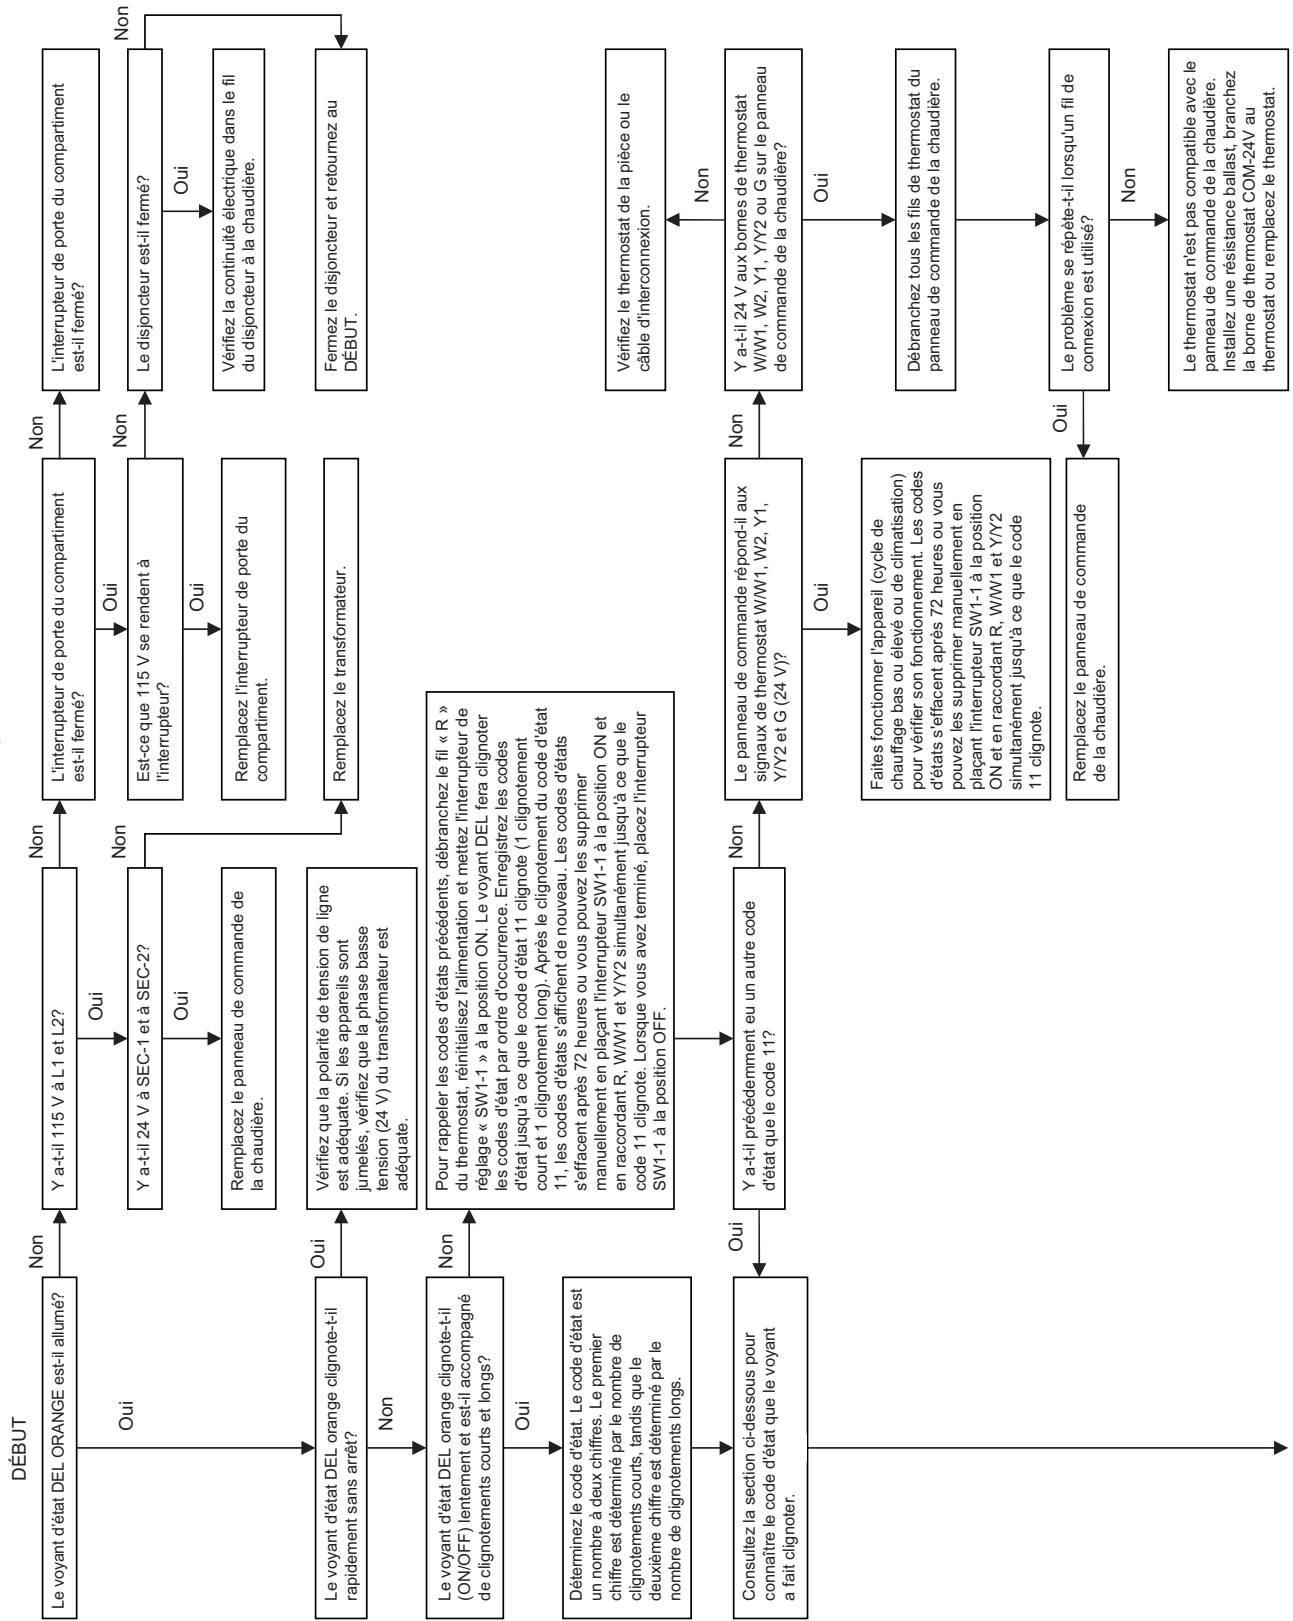 DÉBUT
Le voyant d'état DEL ORANGE est-il allumé?
Non
Oui
Y a-t-il 115 V à L1 et L2?
Non
Oui
L'interrupteur de porte du compartiment
est-il fermé?
Non
Oui
L'interrupteur de porte du compartiment
est-il fermé?
Y a-t-il 24 V à SEC-1 et à SEC-2?
Non
Oui
Est-ce que 115 V se rendent à
l'interrupteur?
Non
Oui
Le disjoncteur est-il fermé?
Non
Oui
Remplacez le panneau de commande de
la chaudière.
Remplacez l'interrupteur de porte du
compartiment.
Vérifiez la continuité électrique dans le fil
du disjoncteur à la chaudière.
Le voyant d'état DEL orange clignote-t-il
rapidement sans arrêt?
Oui
Non
Vérifiez que la polarité de tension de ligne
est adéquate. Si les appareils sont
jumelés, vérifiez que la phase basse
tension (24 V) du transformateur est
adéquate.
Remplacez le transformateur.
Fermez le disjoncteur et retournez au
DÉBUT.
Le voyant d'état DEL orange clignote-t-il
(ON/OFF) lentement et est-il accompagné
de clignotements courts et longs?
Non
Oui
Pour rappeler les codes d'états précédents, débranchez le fil « R »
du thermostat, réinitialisez l'alimentation et mettez l'interrupteur de
réglage « SW1-1 » à la position ON. Le voyant DEL fera clignoter
les codes d'état par ordre d'occurrence. Enregistrez les codes
d'état jusqu'à ce que le code d'état 11 clignote (1 clignotement
court et 1 clignotement long). Après le clignotement du code d'état
11, les codes d'états s'affichent de nouveau. Les codes d'états
s'effacent après 72 heures ou vous pouvez les supprimer
manuellement en plaçant l'interrupteur SW1-1 à la position ON et
en raccordant R, W/W1 et Y/Y2 simultanément jusqu'à ce que le
code 11 clignote. Lorsque vous avez terminé, placez l'interrupteur
SW1-1 à la position OFF.
Déterminez le code d'état. Le code d'état est
un nombre à deux chiffres. Le premier
chiffre est déterminé par le nombre de
clignotements courts, tandis que le
deuxième chiffre est déterminé par le
nombre de clignotements longs.
Consultez la section ci-dessous pour
connaître le code d'état que le voyant
a fait clignoter.
Oui
Y a-t-il précédemment eu un autre code
d'état que le code 11?
Non
Le panneau de commande répond-il aux
signaux de thermostat W/W1, W2, Y1,
Y/Y2 et G (24 V)?
Non
Oui
Y a-t-il 24 V aux bornes de thermostat
W/W1, W2, Y1, Y/Y2 ou G sur le panneau
de commande de la chaudière?
Non
Oui
Vérifiez le thermostat de la pièce ou le
câble d'interconnexion.
Faites fonctionner l'appareil (cycle de
chauffage bas ou élevé ou de climatisation)
pour vérifier son fonctionnement. Les codes
d'états s'effacent après 72 heures ou vous
pouvez les supprimer manuellement en
plaçant l'interrupteur SW1-1 à la position
ON et en raccordant R, W/W1 et Y/Y2
simultanément jusqu'à ce que le code
11 clignote.
Débranchez tous les fils de thermostat du
panneau de commande de la chaudière.
Le problème se répète-t-il lorsqu'un fil de
connexion est utilisé?
Oui
Non
Remplacez le panneau de commande
de la chaudière.
Le thermostat n'est pas compatible avec le
panneau de commande de la chaudière.
Installez une résistance ballast, branchez
la borne de thermostat COM-24V au
thermostat ou remplacez le thermostat.